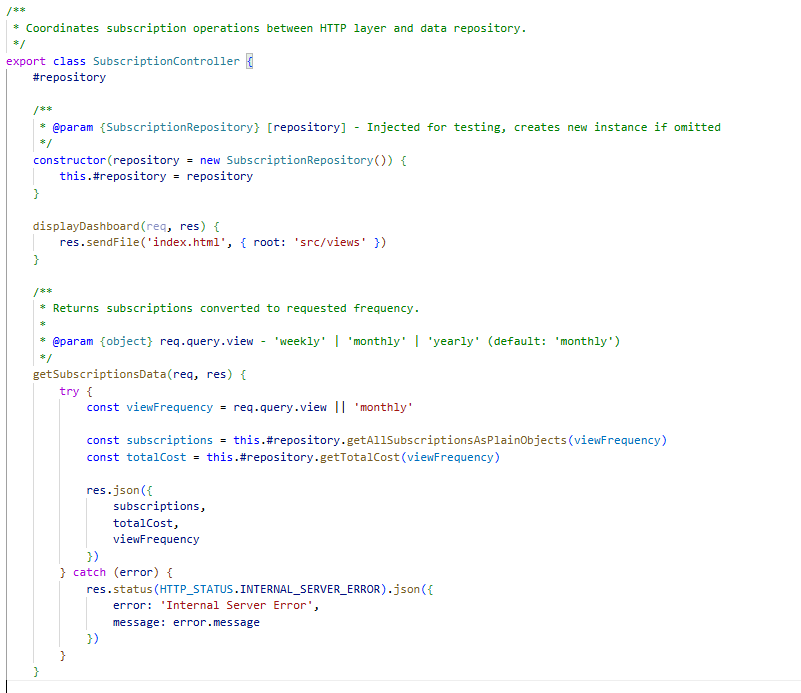 /**
 * Coordinates subscription operations between HTTP layer and data repository.
 */
export class SubscriptionController {
    #repository

    /**
     * @param {SubscriptionRepository} [repository] - Injected for testing, creates new instance if omitted
     */
    constructor(repository = new SubscriptionRepository()) {
        this.#repository = repository
    }

    displayDashboard(req, res) {
        res.sendFile('index.html', { root: 'src/views' })
    }

    /**
     * Returns subscriptions converted to requested frequency.
     *
     * @param {object} req.query.view - 'weekly' | 'monthly' | 'yearly' (default: 'monthly')
     */
    getSubscriptionsData(req, res) {
        try {
            const viewFrequency = req.query.view || 'monthly'

            const subscriptions = this.#repository.getAllSubscriptionsAsPlainObjects(viewFrequency)
            const totalCost = this.#repository.getTotalCost(viewFrequency)

            res.json({
                subscriptions,
                totalCost,
                viewFrequency
            })
        } catch (error) {
            res.status(HTTP_STATUS.INTERNAL_SERVER_ERROR).json({
                error: 'Internal Server Error',
                message: error.message
            })
        }
    }